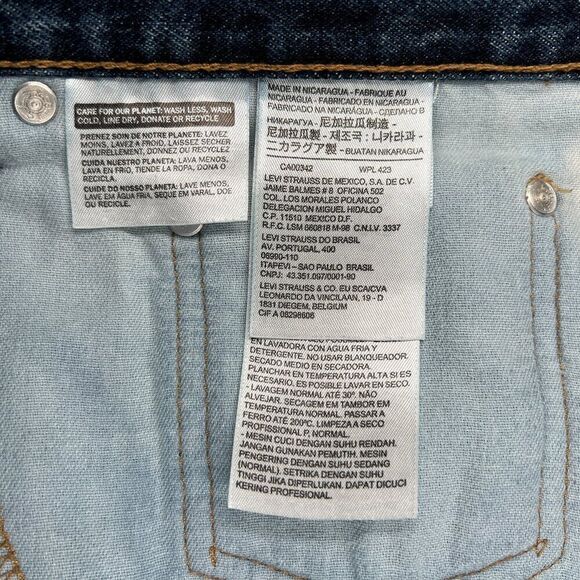 CARE FOR OUR PLANET: WASH LESS, WASH
COLD, LINE DRY, DONATE OR RECYCLE
PRENEZ SOIN DE NOTRE PLANETE: LAVEZ
MOINS, LAVEZ À FROID, LAISSEZ SÉCHER
NATURELLEMENT, DONNEZ OU RECYCLEZ
CUIDA NUESTRO PLANETA: LAVA MENOS,
LAVA EN FRÍO, TIENDE LA ROPA, DONA O
RECICLA.
CUIDE DO NOSSO PLANETA: LAVE MENOS,
LAVE EM ÁGUA FRIA, SEQUE EM VARAL, DOE
OU RECICLE.
MADE IN NICARAGUA - FABRIQUE AU
NICARAGUA - FABRICADO EN NICARAGUA -
FABRICADO NA NICARÁGUA - СДЕЛАНО В
НИКАРАГУА - 尼加拉瓜制造 -
尼加拉瓜製 - 제조국 : 니카라과 -
ニカラグア製 - BUATAN NIKARAGUA
CA00342 WPL 423
LEVI STRAUSS DE MEXICO, S.A. DE C.V.
JAIME BALMES # 8 OFICINA 502
COL. LOS MORALES POLANCO
DELEGACION MIGUEL HIDALGO
C.P. 11510 MEXICO D.F.
R.F.C. LSM 860818 M-98 C.N.I.V. 3337
LEVI STRAUSS DO BRASIL
AV. PORTUGAL, 400
06690-110
ITAPEVI - SAO PAULO BRASIL
CNPJ: 43.351.097/0001-90
LEVI STRAUSS & CO. EU SCA/CVA
LEONARDO DA VINCILAAN, 19 - D
1831 DIEGEM, BELGIUM
CIF A 08298606
EN LAVADORA CON AGUA FRIA Y
DETERGENTE. NO USAR BLANQUEADOR.
SECADO MEDIO EN SECADORA.
PLANCHAR EN TEMPERATURA ALTA SI ES
NECESARIO. ES POSIBLE LAVAR EN SECO.
- LAVAGEM NORMAL ATÉ 30º. NÃO
ALVEJAR. SECAGEM EM TAMBOR EM
TEMPERATURA NORMAL. PASSAR A
FERRO ATÉ 200ºC. LIMPEZA A SECO
PROFISSIONAL P, NORMAL.
- MESIN CUCI DENGAN SUHU RENDAH.
JANGAN GUNAKAN PEMUTIH. MESIN
PENGERING DENGAN SUHU SEDANG
(NORMAL). SETRIKA DENGAN SUHU
TINGGI JIKA DIPERLUKAN. DAPAT DICUCI
KERING PROFESIONAL.